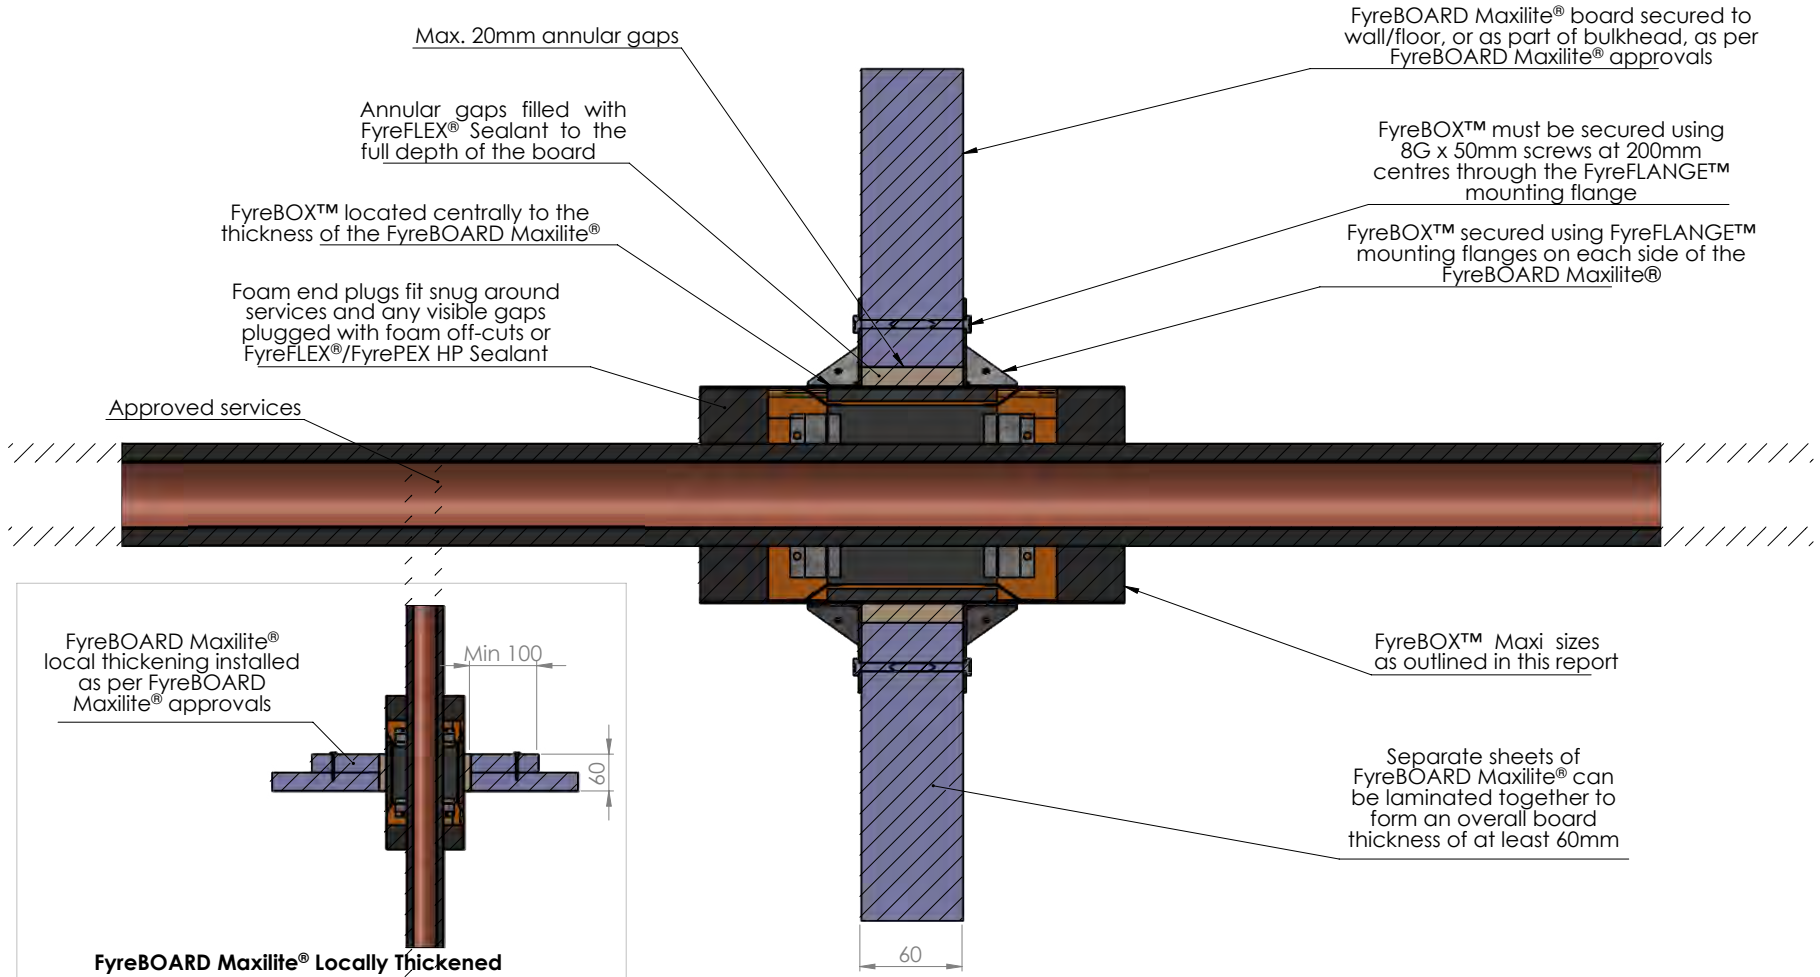 Max. 20mm annular gaps
Annular gaps filled with
FyreFLEX® Sealant to the
full depth of the board
FyreBOX™ located centrally to the
thickness of the FyreBOARD Maxilite®
Foam end plugs fit snug around
services and any visible gaps
plugged with foam off-cuts or
FyreFLEX®/FyrePEX HP Sealant
Approved services
FyreBOARD Maxilite® board secured to
wall/floor, or as part of bulkhead, as per
FyreBOARD Maxilite® approvals
FyreBOX™ must be secured using
8G x 50mm screws at 200mm
centres through the FyreFLANGE™
mounting flange
FyreBOX™ secured using FyreFLANGE™
mounting flanges on each side of the
FyreBOARD Maxilite®
FyreBOX™ Maxi sizes
as outlined in this report
Separate sheets of
FyreBOARD Maxilite® can
be laminated together to
form an overall board
thickness of at least 60mm
60
FyreBOARD Maxilite®
local thickening installed
as per FyreBOARD
Maxilite® approvals
Min 100
60
FyreBOARD Maxilite® Locally Thickened